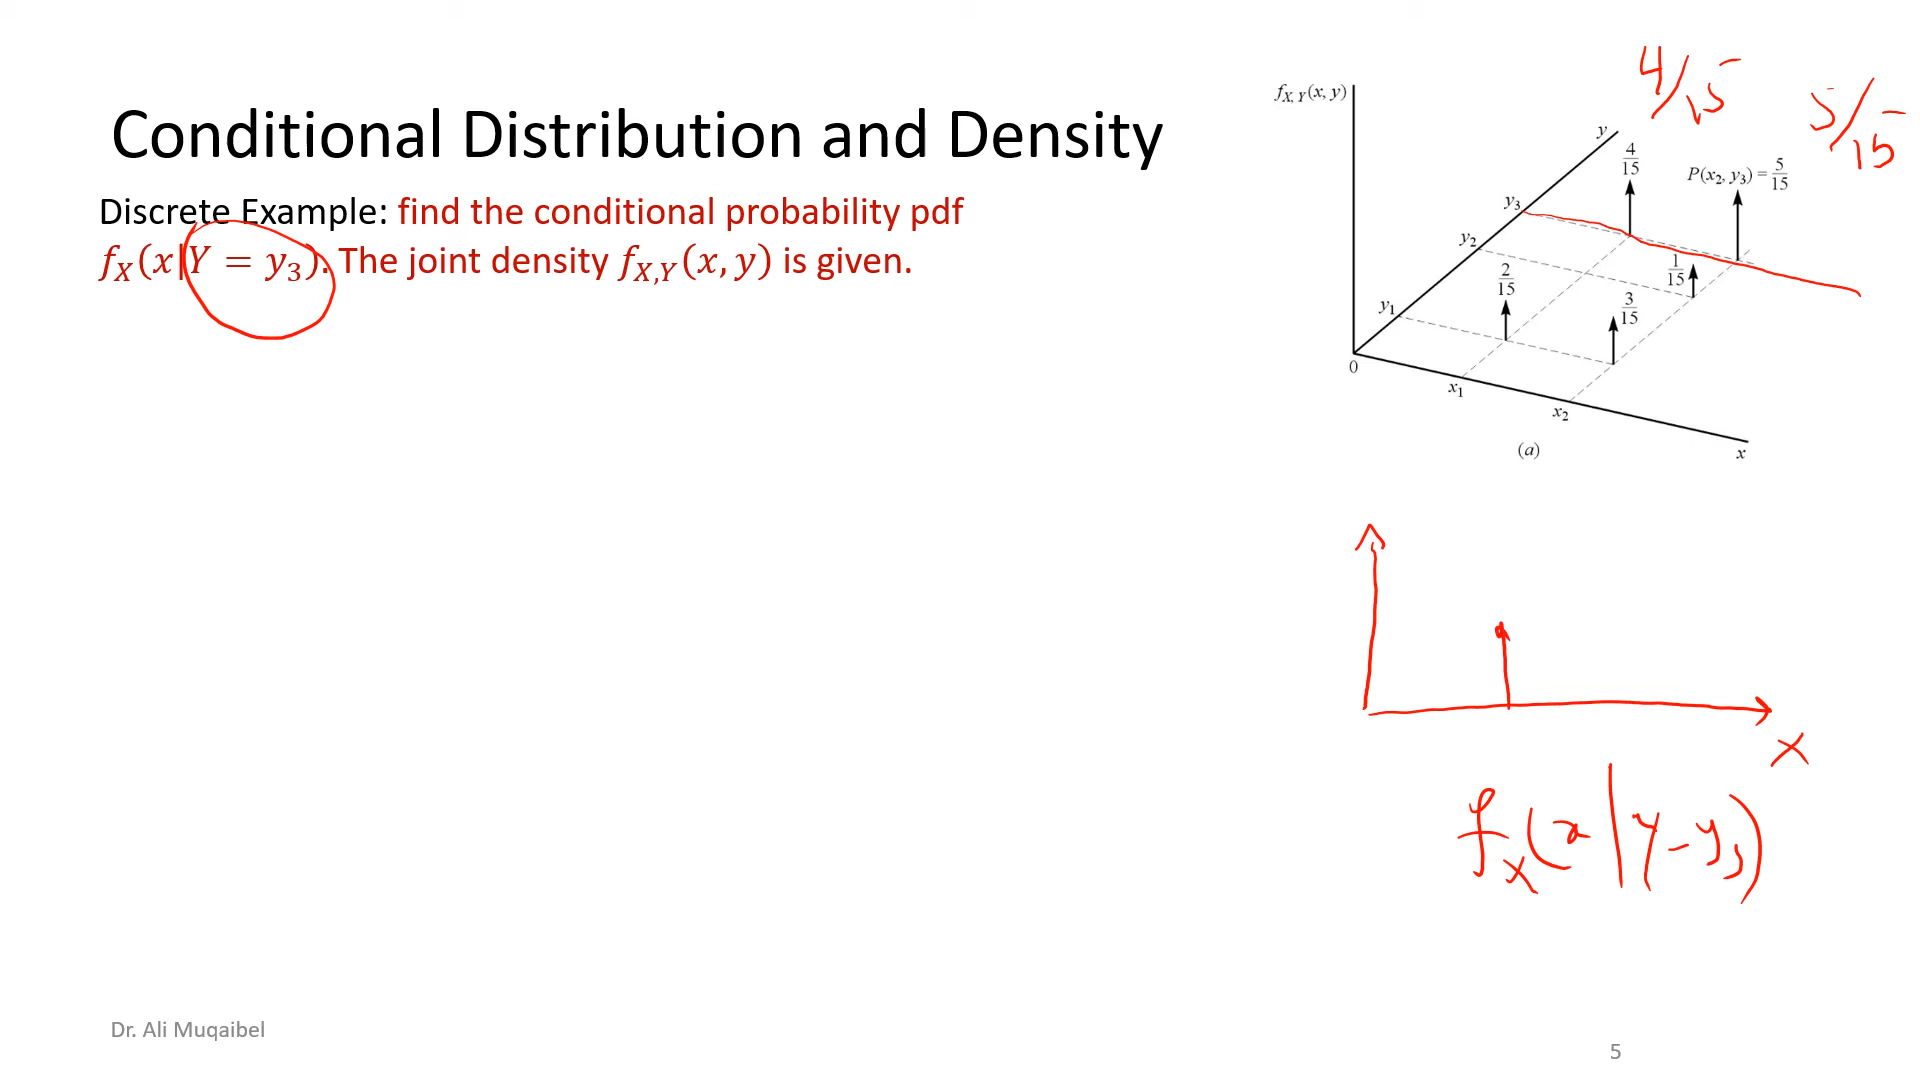 Conditional Distribution and Density
Discrete Example: find the conditional probability pdf
f_X(x|Y = y_3). The joint density f_{X,Y}(x, y) is given.
4/15
5/15
f_{X,Y}(x, y)
y
4/15
P(x_2, y_3) = 5/15
y_3
y_2
1/15
2/15
3/15
y_1
0
x_1
x_2
x
(a)
x
f_x(x|y-y_3)
Dr. Ali Muqaibel
5